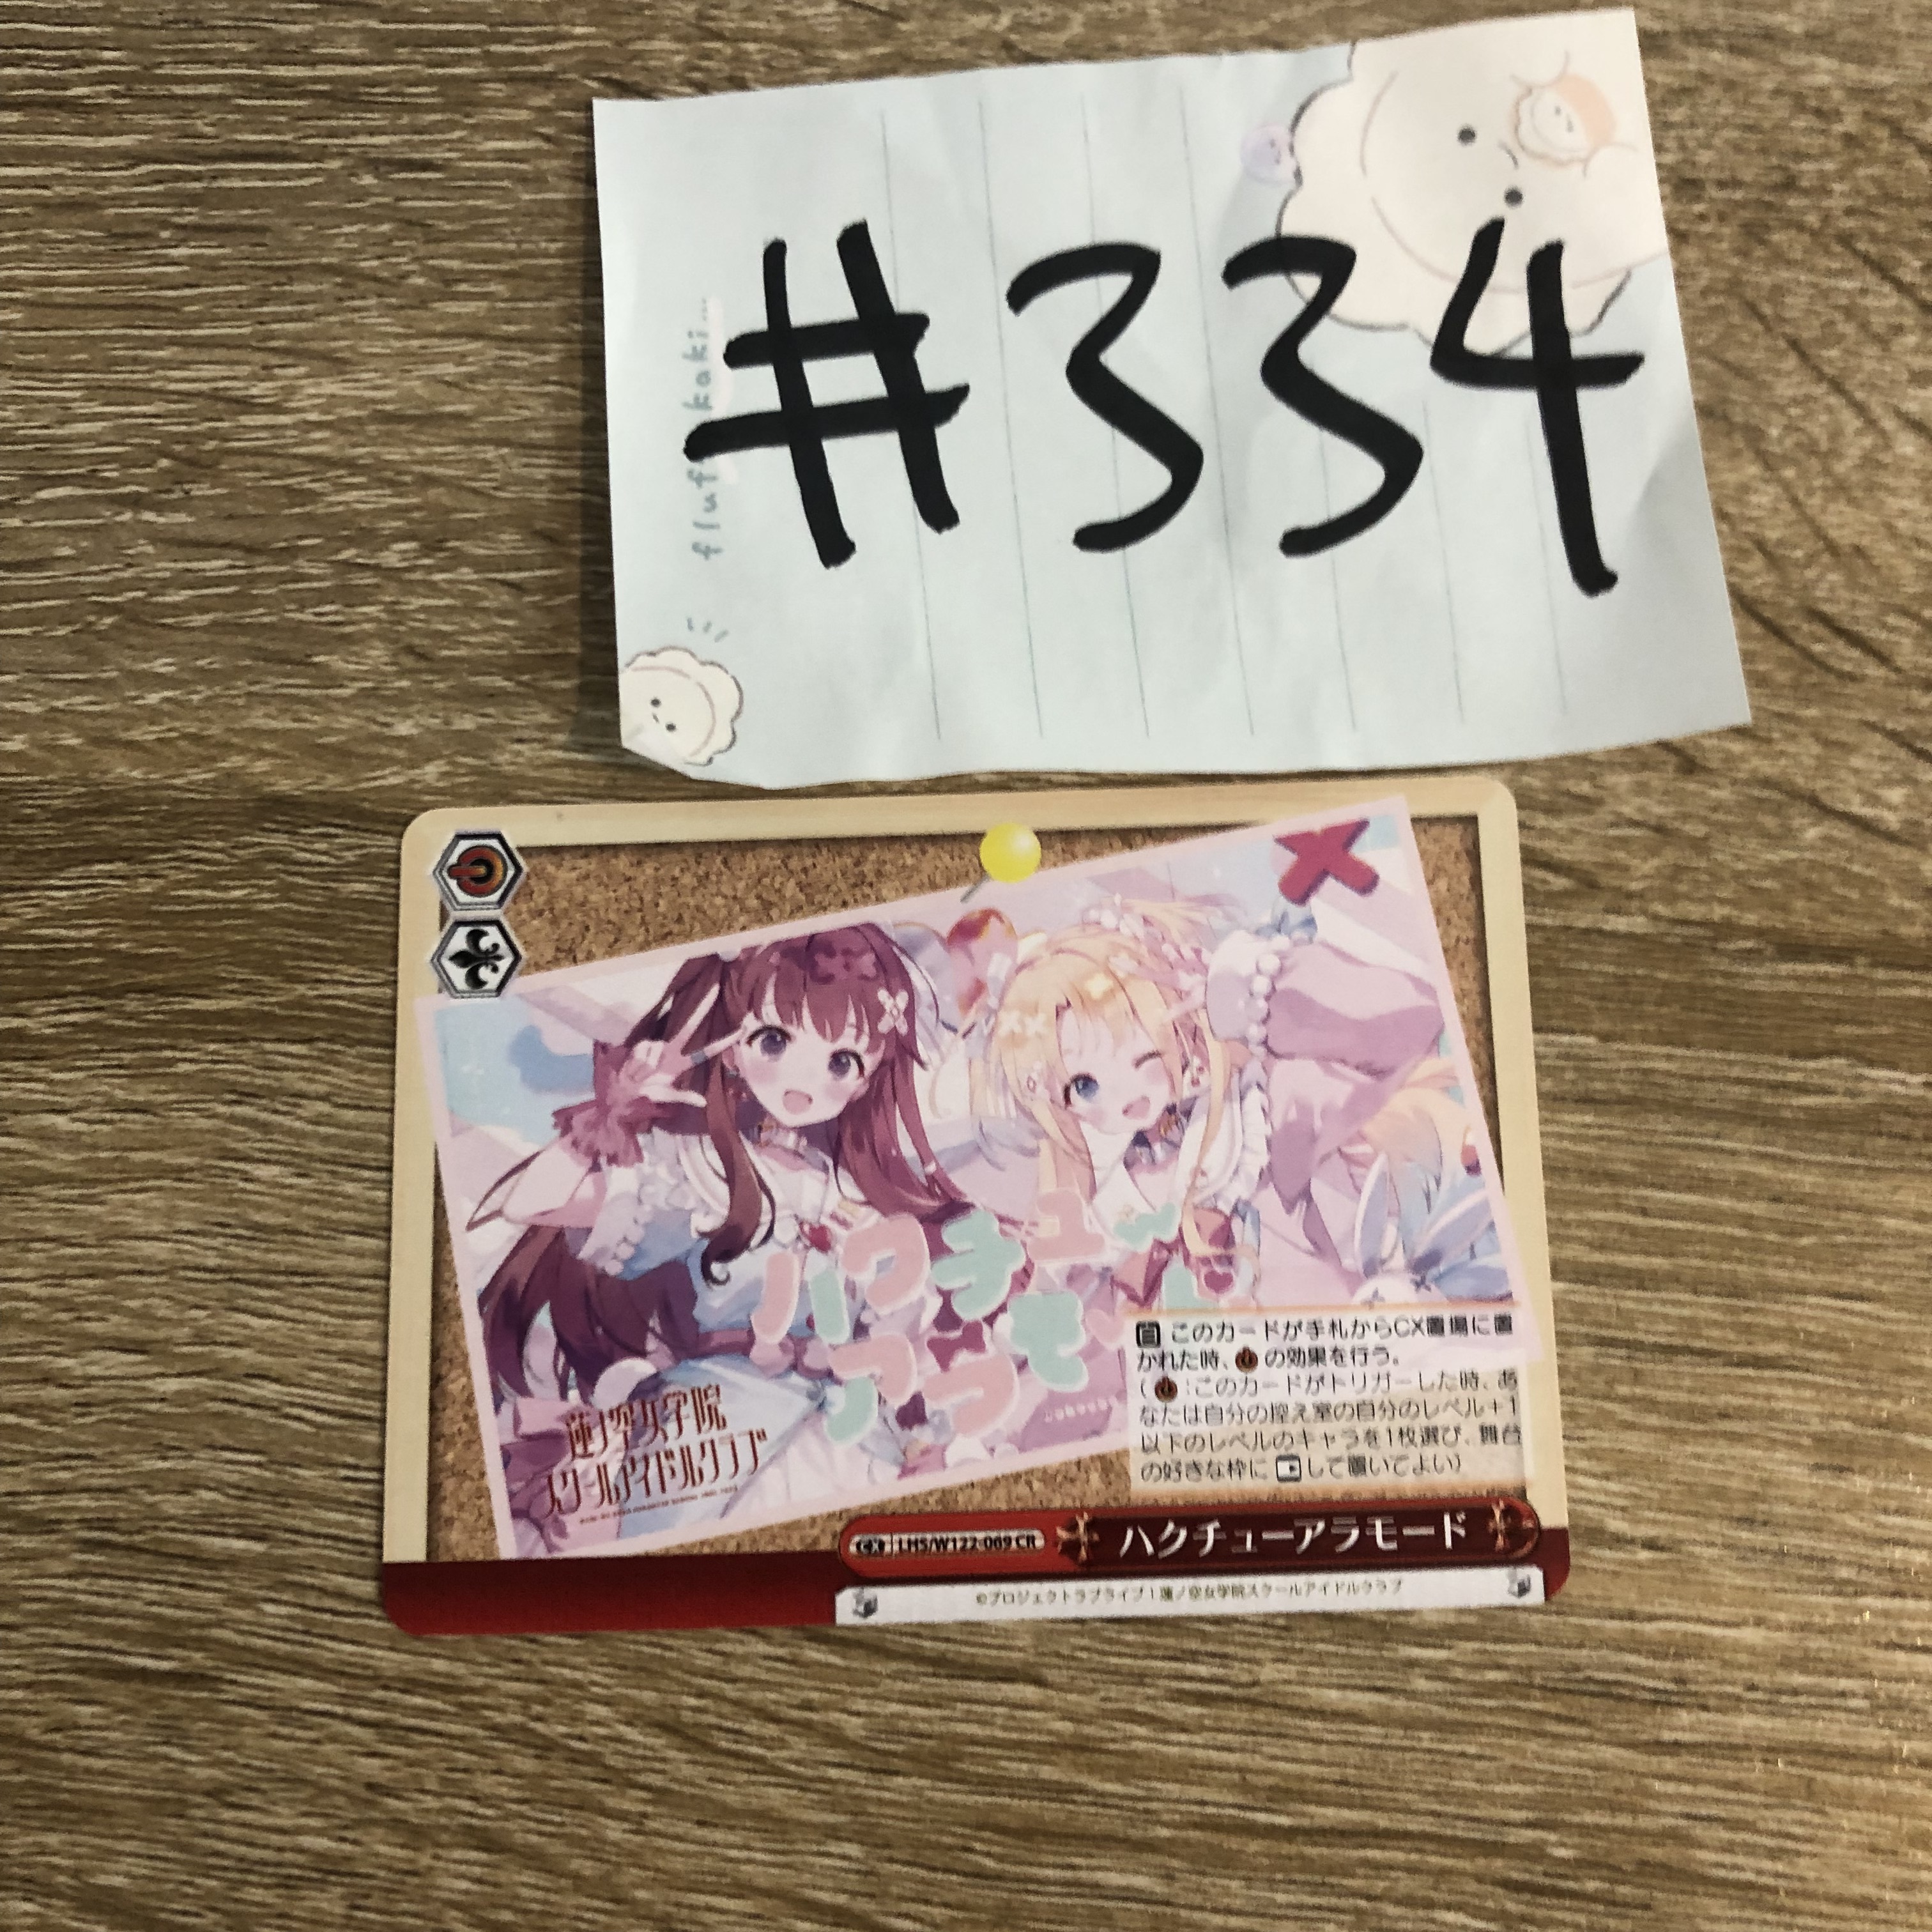 #334
fluf kaki...
ハクチュー
アラモ
蓮ノ空女学院
スクールアイドルクラブ
自 このカードが手札からCX置場に置
かれた時、 の効果を行う。
( :このカードがトリガーした時、あ
なたは自分の控え室の自分のレベル+1
以下のレベルのキャラを1枚選び、舞台
の好きな枠に して置いてよい)
CX LHS/W122-069 CR ハクチューアラモード
©プロジェクトラブライブ!蓮ノ空女学院スクールアイドルクラブ